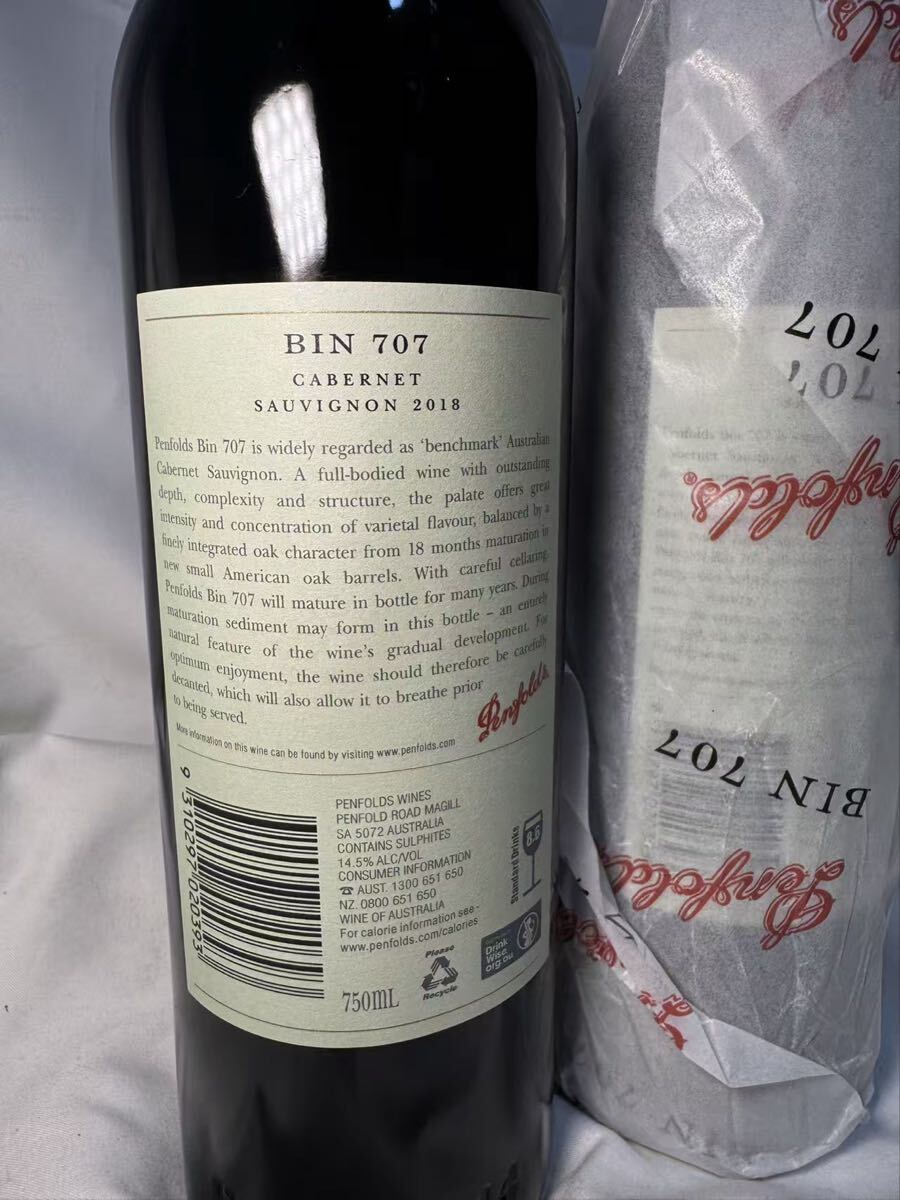 BIN 707
CABERNET
SAUVIGNON 2018
Penfolds Bin 707 is widely regarded as 'benchmark' Australian
Cabernet Sauvignon. A full-bodied wine with outstanding
depth, complexity and structure, the palate offers great
intensity and concentration of varietal flavour, balanced by a
finely integrated oak character from 18 months maturation in
new small American oak barrels. With careful cellaring,
Penfolds Bin 707 will mature in bottle for many years. During
maturation sediment may form in this bottle – an entirely
natural feature of the wine's gradual development. For
optimum enjoyment, the wine should therefore be carefully
decanted, which will also allow it to breathe prior
to being served.
Penfolds
More information on this wine can be found by visiting www.penfolds.com
9 310297 020393
PENFOLDS WINES
PENFOLD ROAD MAGILL
SA 5072 AUSTRALIA
CONTAINS SULPHITES
14.5% ALC/VOL
CONSUMER INFORMATION
☎ AUST. 1300 651 650
NZ. 0800 651 650
WINE OF AUSTRALIA
For calorie information see -
www.penfolds.com/calories
Standard Drinks
8.6
750mL
Please
Recycle
Drink
Wise.
org.au
707
707
Penfolds
BIN 707
Penfolds